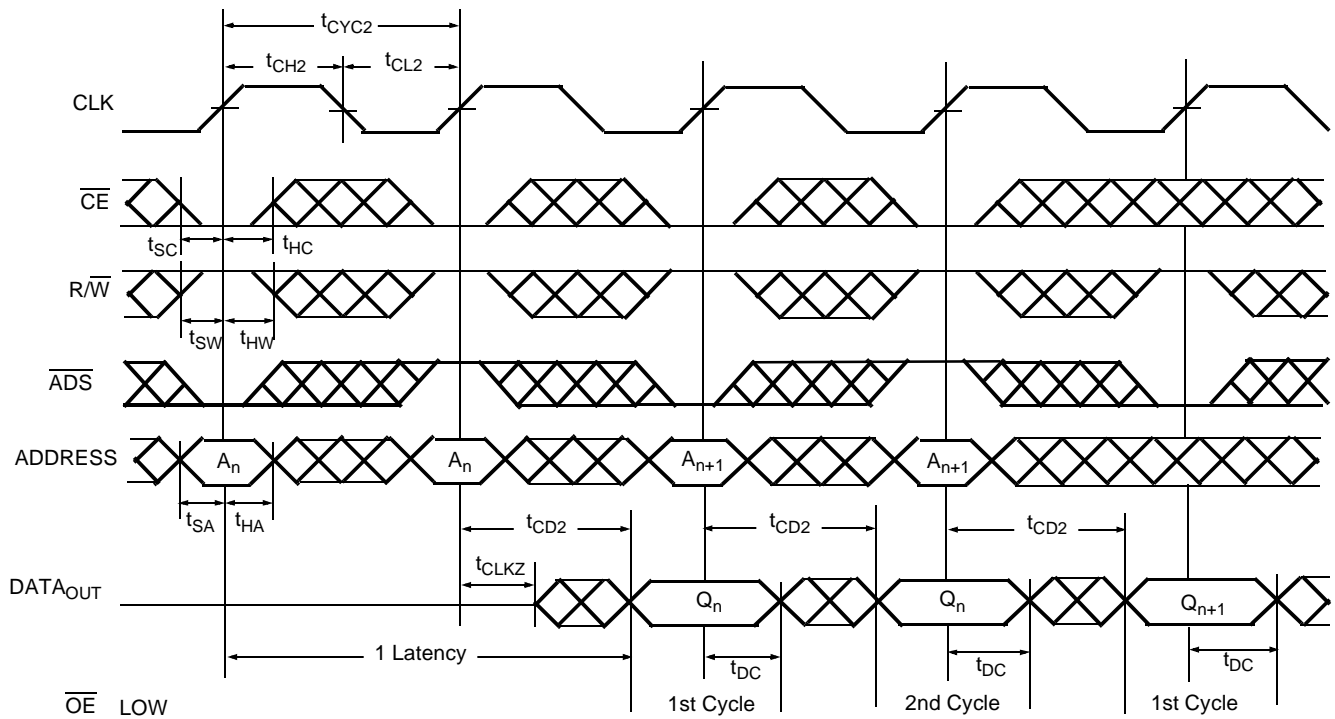 tCYC2
tCH2 tCL2
CLK
CE
tSC tHC
R/W
tSW tHW
ADS
ADDRESS An An An+1 An+1
tSA tHA tCD2 tCD2 tCD2
tCLKZ
DATAOUT Qn Qn Qn+1
1 Latency tDC tDC tDC
OE LOW 1st Cycle 2nd Cycle 1st Cycle